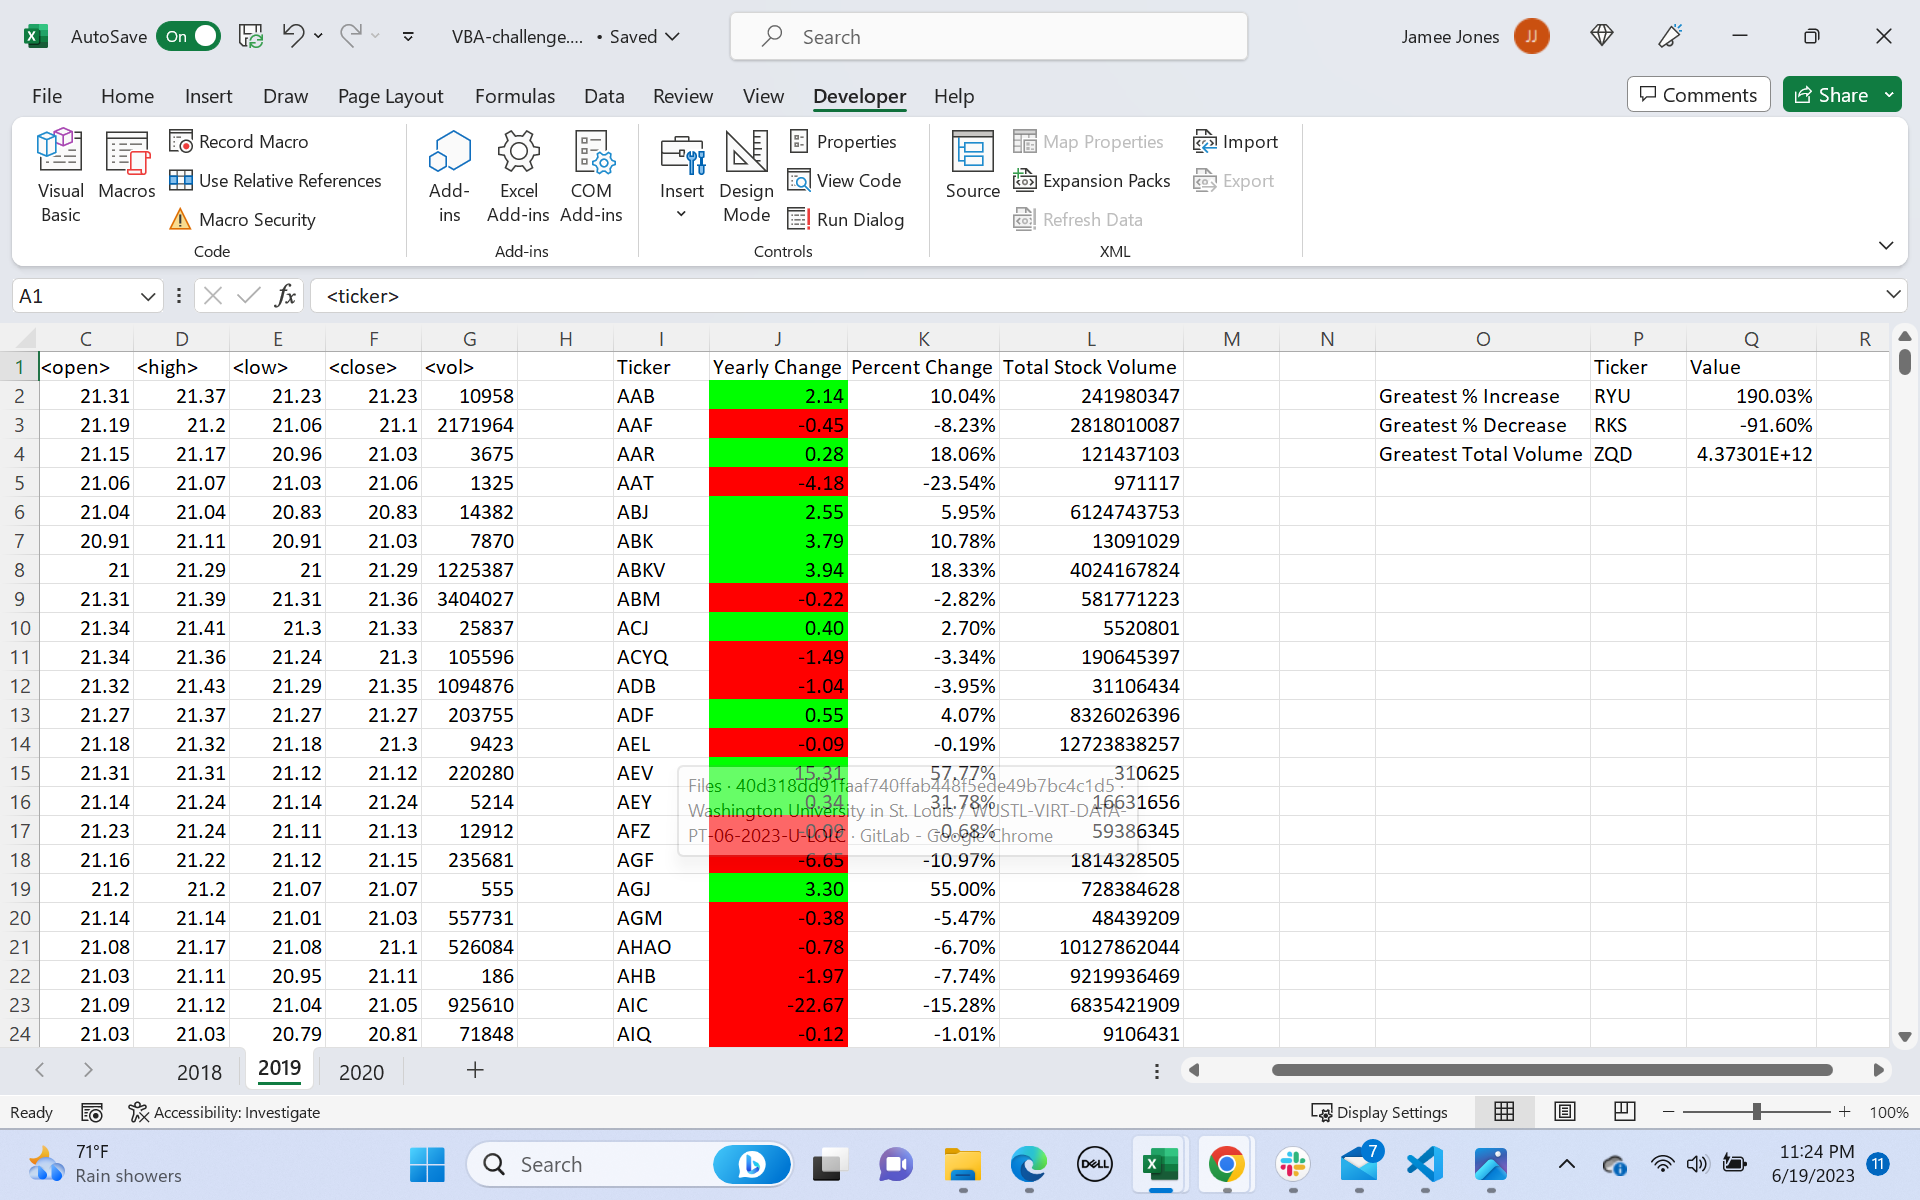 AutoSave On VBA-challenge.... • Saved Search Jamee Jones JJ
File Home Insert Draw Page Layout Formulas Data Review View Developer Help Comments Share
Visual Basic Macros Record Macro Use Relative References Macro Security Code
Add-ins Excel Add-ins COM Add-ins Add-ins
Insert Design Mode Properties View Code Run Dialog Controls
Source Map Properties Expansion Packs Refresh Data Import Export XML
A1 fx <ticker>
C D E F G H I J K L M N O P Q R
1 <open> <high> <low> <close> <vol> Ticker Yearly Change Percent Change Total Stock Volume Ticker Value
2 21.31 21.37 21.23 21.23 10958 AAB 2.14 10.04% 241980347 Greatest % Increase RYU 190.03%
3 21.19 21.2 21.06 21.1 2171964 AAF -0.45 -8.23% 2818010087 Greatest % Decrease RKS -91.60%
4 21.15 21.17 20.96 21.03 3675 AAR 0.28 18.06% 121437103 Greatest Total Volume ZQD 4.37301E+12
5 21.06 21.07 21.03 21.06 1325 AAT -4.18 -23.54% 971117
6 21.04 21.04 20.83 20.83 14382 ABJ 2.55 5.95% 6124743753
7 20.91 21.11 20.91 21.03 7870 ABK 3.79 10.78% 13091029
8 21 21.29 21 21.29 1225387 ABKV 3.94 18.33% 4024167824
9 21.31 21.39 21.31 21.36 3404027 ABM -0.22 -2.82% 581771223
10 21.34 21.41 21.3 21.33 25837 ACJ 0.40 2.70% 5520801
11 21.34 21.36 21.24 21.3 105596 ACYQ -1.49 -3.34% 190645397
12 21.32 21.43 21.29 21.35 1094876 ADB -1.04 -3.95% 31106434
13 21.27 21.37 21.27 21.27 203755 ADF 0.55 4.07% 8326026396
14 21.18 21.32 21.18 21.3 9423 AEL -0.09 -0.19% 12723838257
15 21.31 21.31 21.12 21.12 220280 AEV 15.31 57.77% 310625
16 21.14 21.24 21.14 21.24 5214 AEY 0.34 31.78% 16631656
17 21.23 21.24 21.11 21.13 12912 AFZ -0.09 -0.68% 59386345
18 21.16 21.22 21.12 21.15 235681 AGF -6.65 -10.97% 1814328505
19 21.2 21.2 21.07 21.07 555 AGJ 3.30 55.00% 728384628
20 21.14 21.14 21.01 21.03 557731 AGM -0.38 -5.47% 48439209
21 21.08 21.17 21.08 21.1 526084 AHAO -0.78 -6.70% 10127862044
22 21.03 21.11 20.95 21.11 186 AHB -1.97 -7.74% 9219936469
23 21.09 21.12 21.04 21.05 925610 AIC -22.67 -15.28% 6835421909
24 21.03 21.03 20.79 20.81 71848 AIQ -0.12 -1.01% 9106431
Files · 40d318dd91faaf740ffab448f5ede49b7bc4c1d5 ·
Washington University in St. Louis / WUSTL-VIRT-DATA-
PT-06-2023-U-LOLC · GitLab - Google Chrome
2018 2019 2020
Ready Accessibility: Investigate Display Settings 100%
71°F
Rain showers
Search DELL 7
11:24 PM
6/19/2023 11